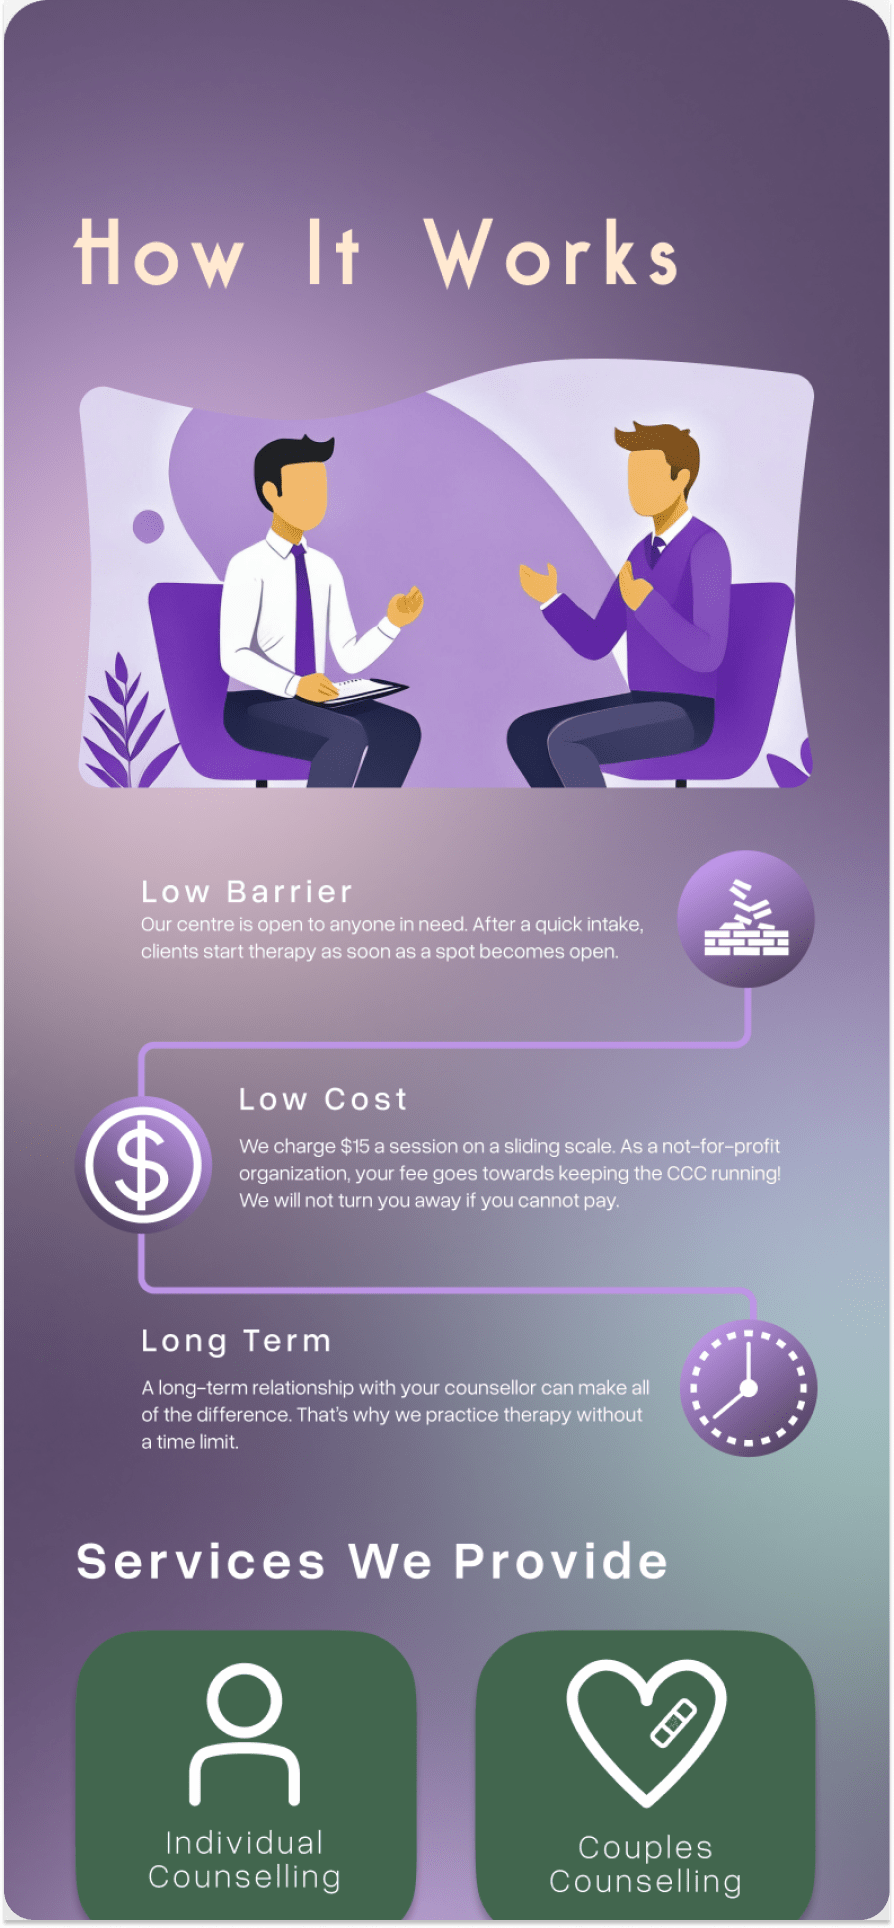 How It Works
Low Barrier
Our centre is open to anyone in need. After a quick intake,
clients start therapy as soon as a spot becomes open.
$
Low Cost
We charge $15 a session on a sliding scale. As a not-for-profit
organization, your fee goes towards keeping the CCC running!
We will not turn you away if you cannot pay.
Long Term
A long-term relationship with your counsellor can make all
of the difference. That's why we practice therapy without
a time limit.
Services We Provide
Individual
Counselling
Couples
Counselling